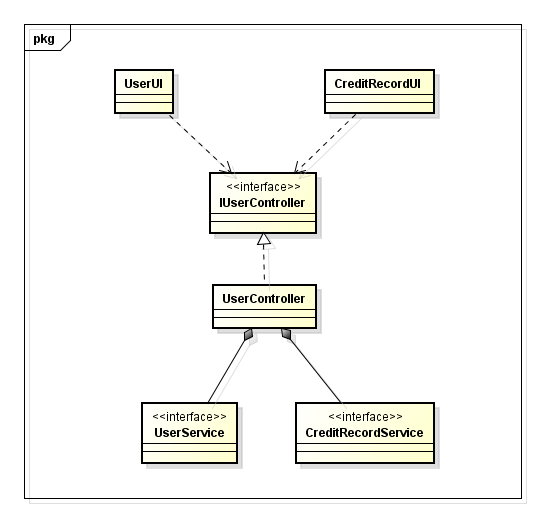 pkg
UserUI
CreditRecordUI
<<interface>>
IUserController
UserController
<<interface>>
UserService
<<interface>>
CreditRecordService